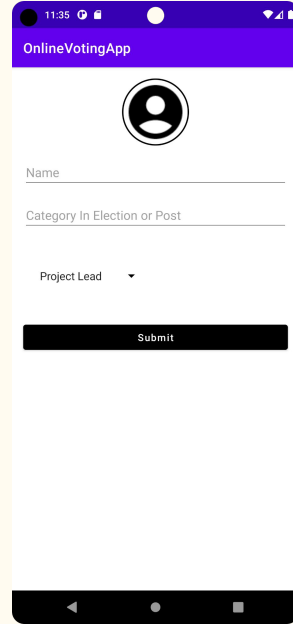 11:35
OnlineVotingApp
Name
Category In Election or Post
Project Lead
Submit